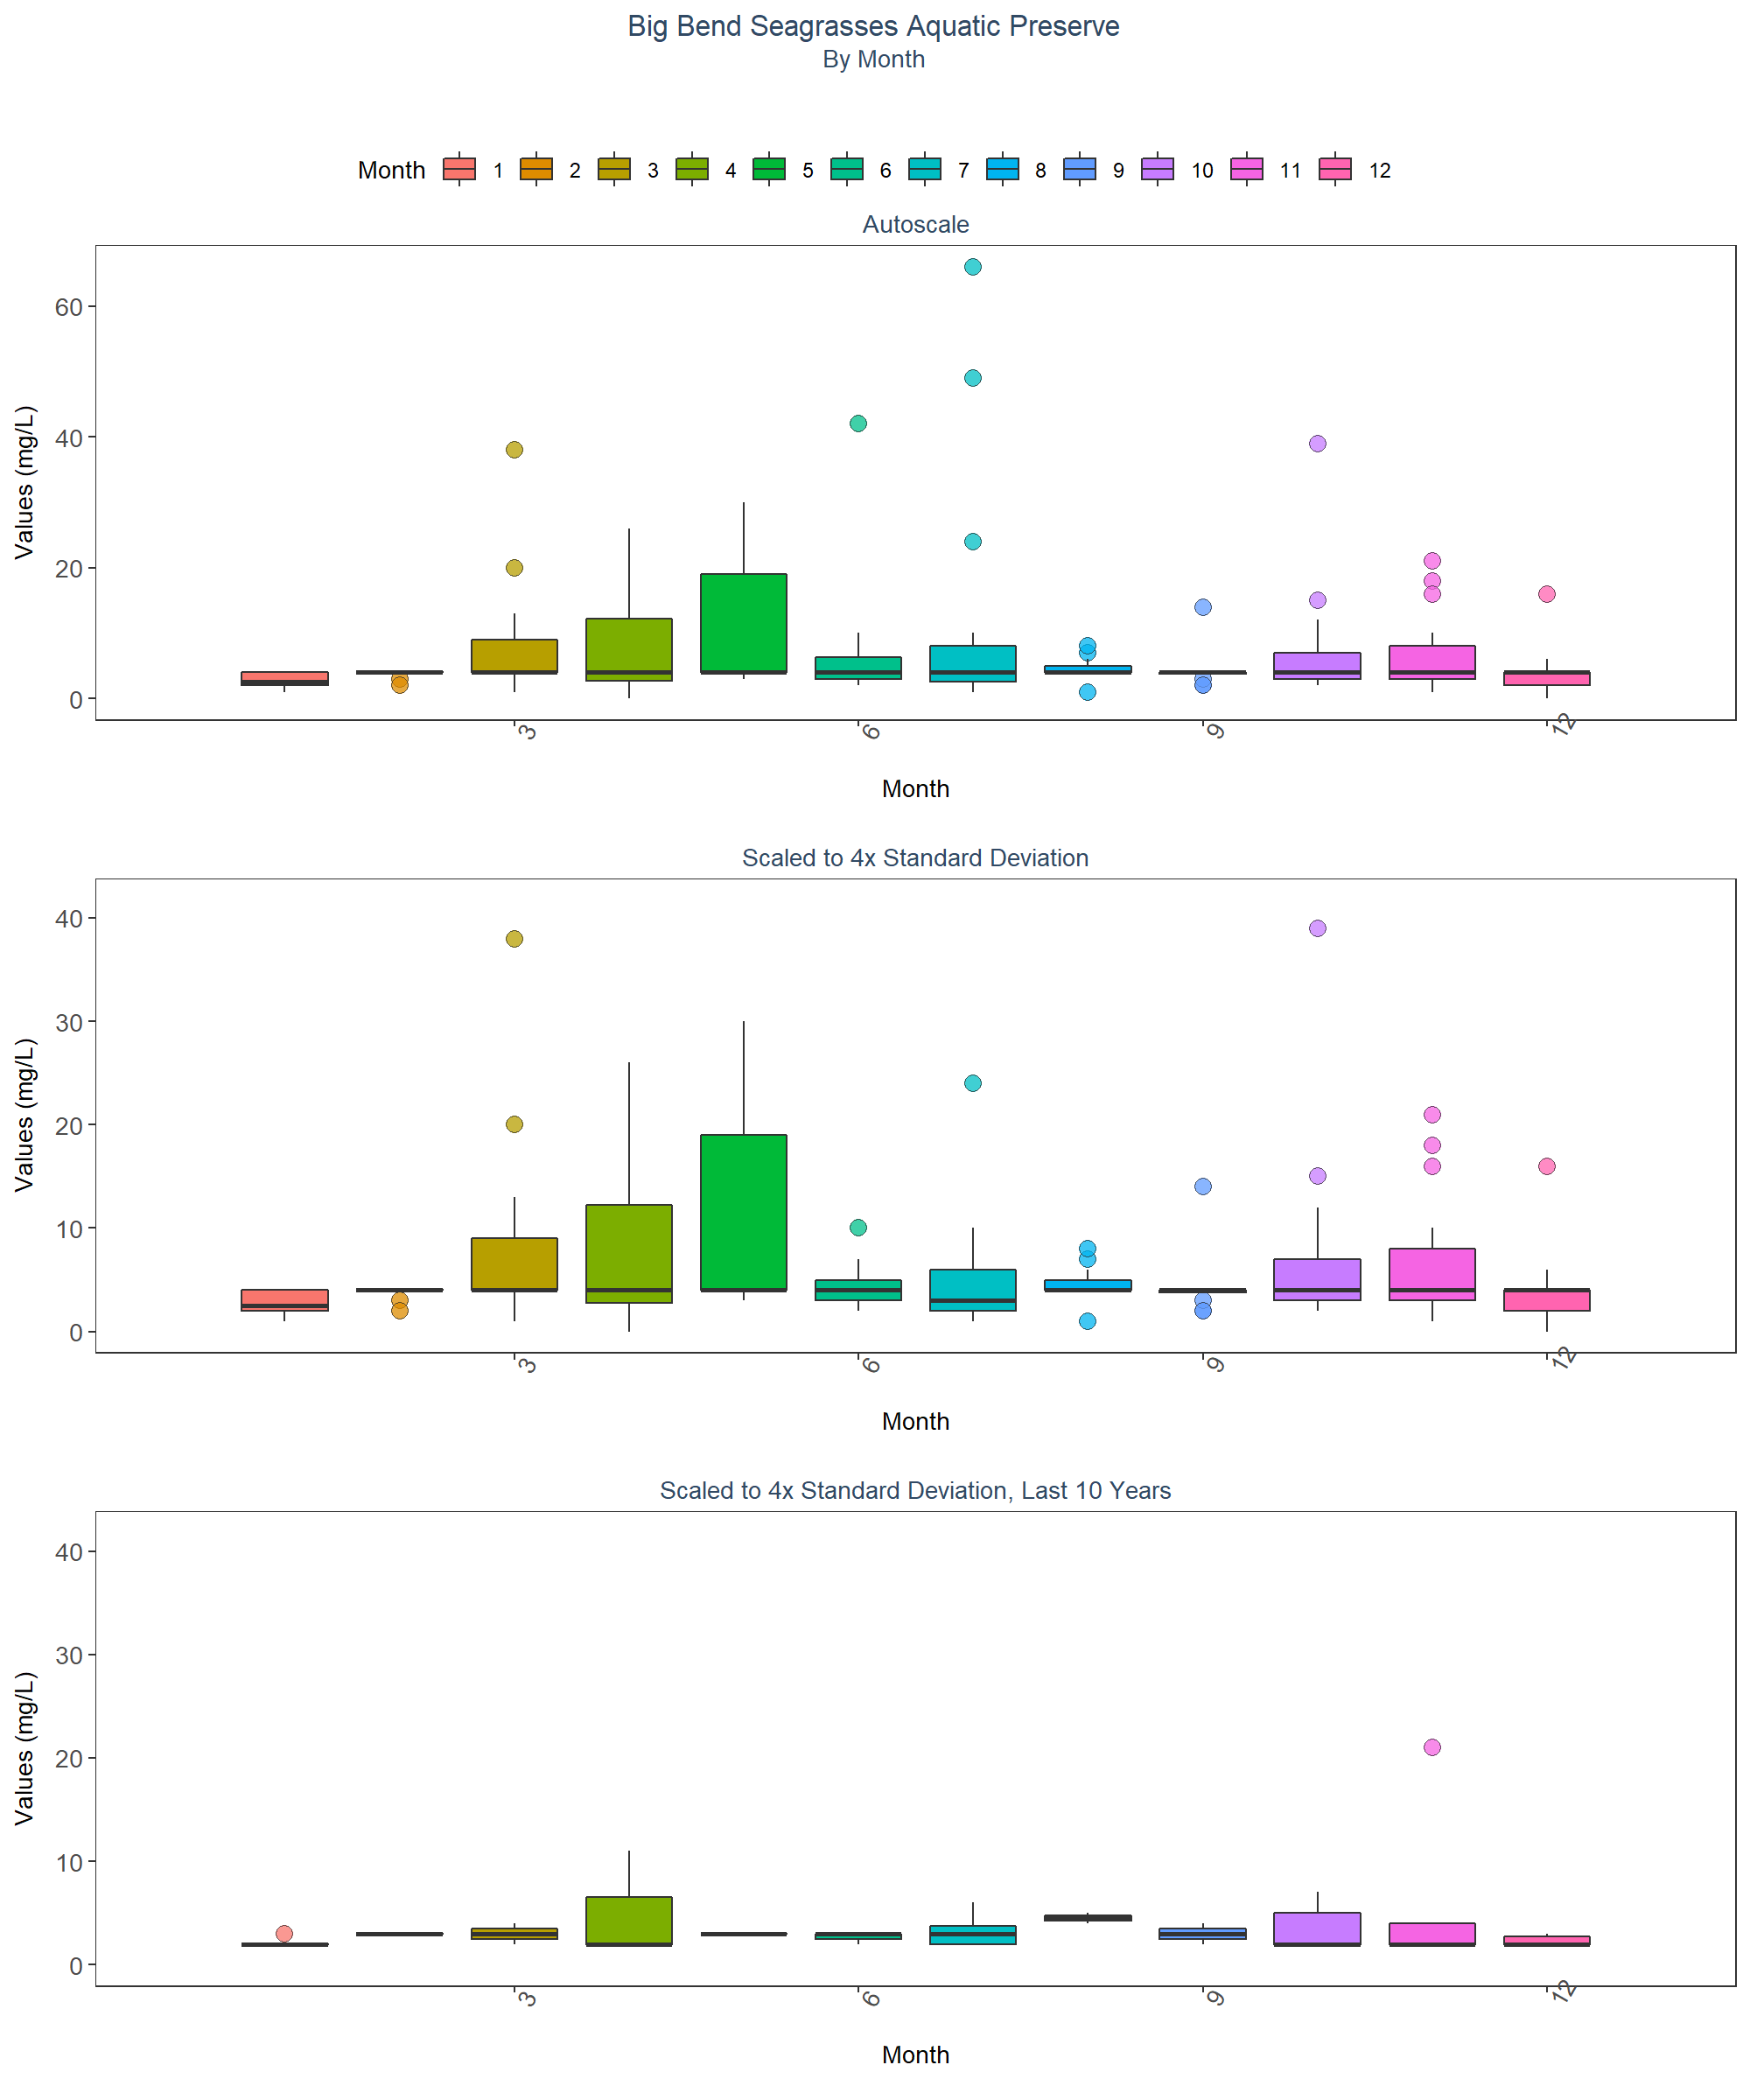 Big Bend Seagrasses Aquatic Preserve
By Month
Month 1 2 3 4 5 6 7 8 9 10 11 12
Autoscale
60
40
20
0
Values (mg/L)
3 6 9 12
Month
Scaled to 4x Standard Deviation
40
30
20
10
0
Values (mg/L)
3 6 9 12
Month
Scaled to 4x Standard Deviation, Last 10 Years
40
30
20
10
0
Values (mg/L)
3 6 9 12
Month